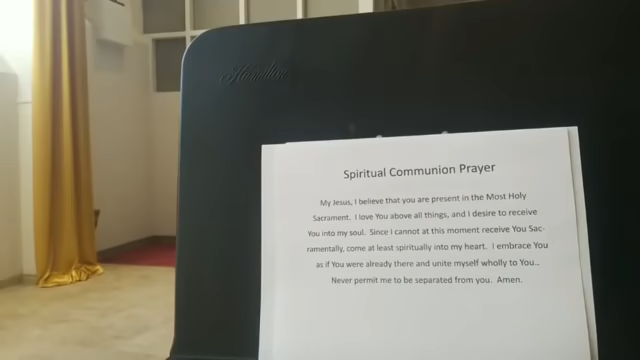 Hamilton
Spiritual Communion Prayer
My Jesus, I believe that you are present in the Most Holy
Sacrament. I love You above all things, and I desire to receive
You into my soul. Since I cannot at this moment receive You Sac-
ramentally, come at least spiritually into my heart. I embrace You
as if You were already there and unite myself wholly to You..
Never permit me to be separated from you. Amen.